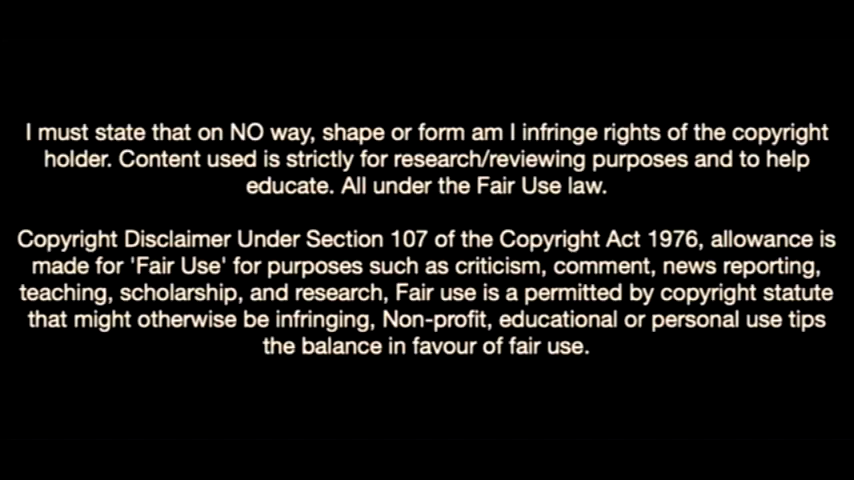 I must state that on NO way, shape or form am I infringe rights of the copyright
holder. Content used is strictly for research/reviewing purposes and to help
educate. All under the Fair Use law.
Copyright Disclaimer Under Section 107 of the Copyright Act 1976, allowance is
made for 'Fair Use' for purposes such as criticism, comment, news reporting,
teaching, scholarship, and research, Fair use is a permitted by copyright statute
that might otherwise be infringing, Non-profit, educational or personal use tips
the balance in favour of fair use.